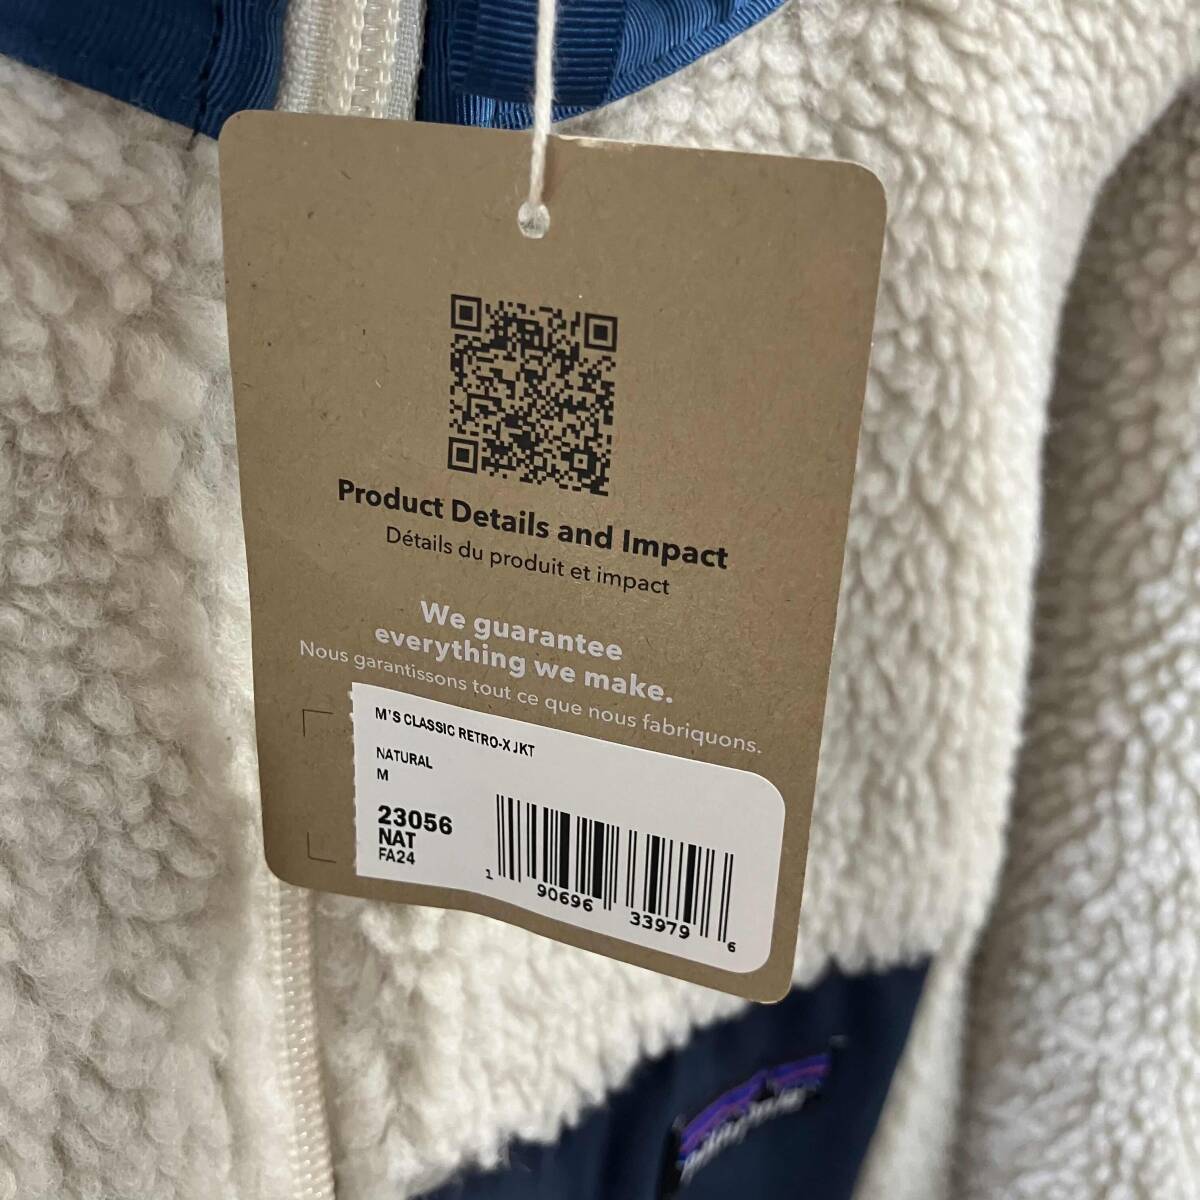 Product Details and Impact
Détails du produit et impact
We guarantee
everything we make.
Nous garantissons tout ce que nous fabriquons.
M'S CLASSIC RETRO-X JKT
NATURAL
M
23056
NAT
FA24
1 90696 33979 6
patagonia